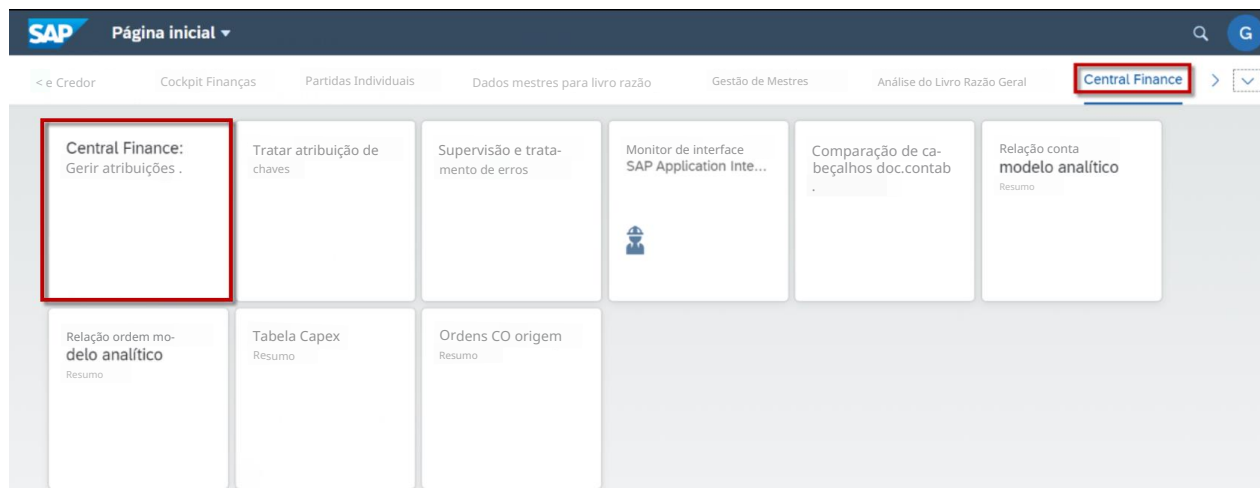 SAP Página inicial
G
< e Credor Cockpit Finanças Partidas Individuais Dados mestres para livro razão Gestão de Mestres Análise do Livro Razão Geral Central Finance >
Central Finance:
Gerir atribuições .
Tratar atribuição de
chaves
Supervisão e trata-
mento de erros
Monitor de interface
SAP Application Inte...
Comparação de ca-
beçalhos doc.contab
.
Relação conta
modelo analítico
Resumo
Relação ordem mo-
delo analítico
Resumo
Tabela Capex
Resumo
Ordens CO origem
Resumo